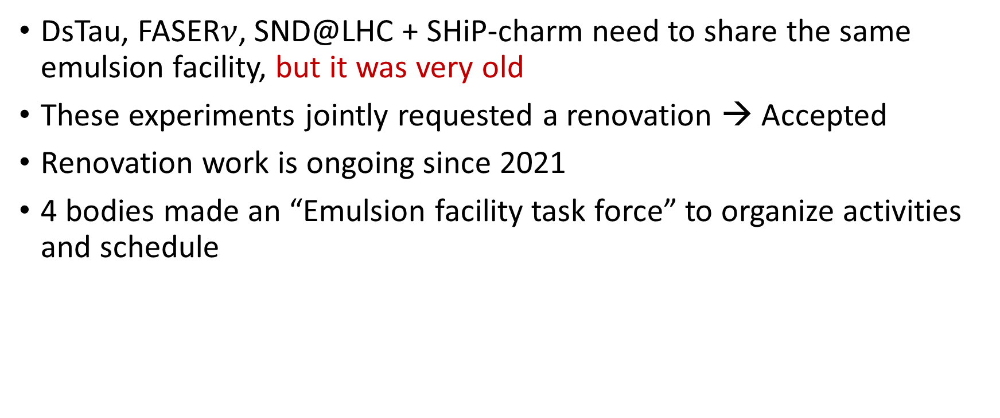 • DsTau, FASER𝜈, SND@LHC + SHiP-charm need to share the same
emulsion facility, but it was very old
• These experiments jointly requested a renovation → Accepted
• Renovation work is ongoing since 2021
• 4 bodies made an “Emulsion facility task force” to organize activities
and schedule